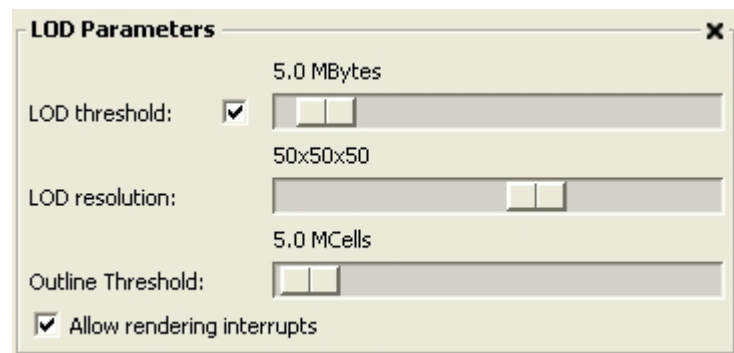 LOD Parameters
5.0 MBytes
LOD threshold:
50x50x50
LOD resolution:
5.0 MCells
Outline Threshold:
Allow rendering interrupts